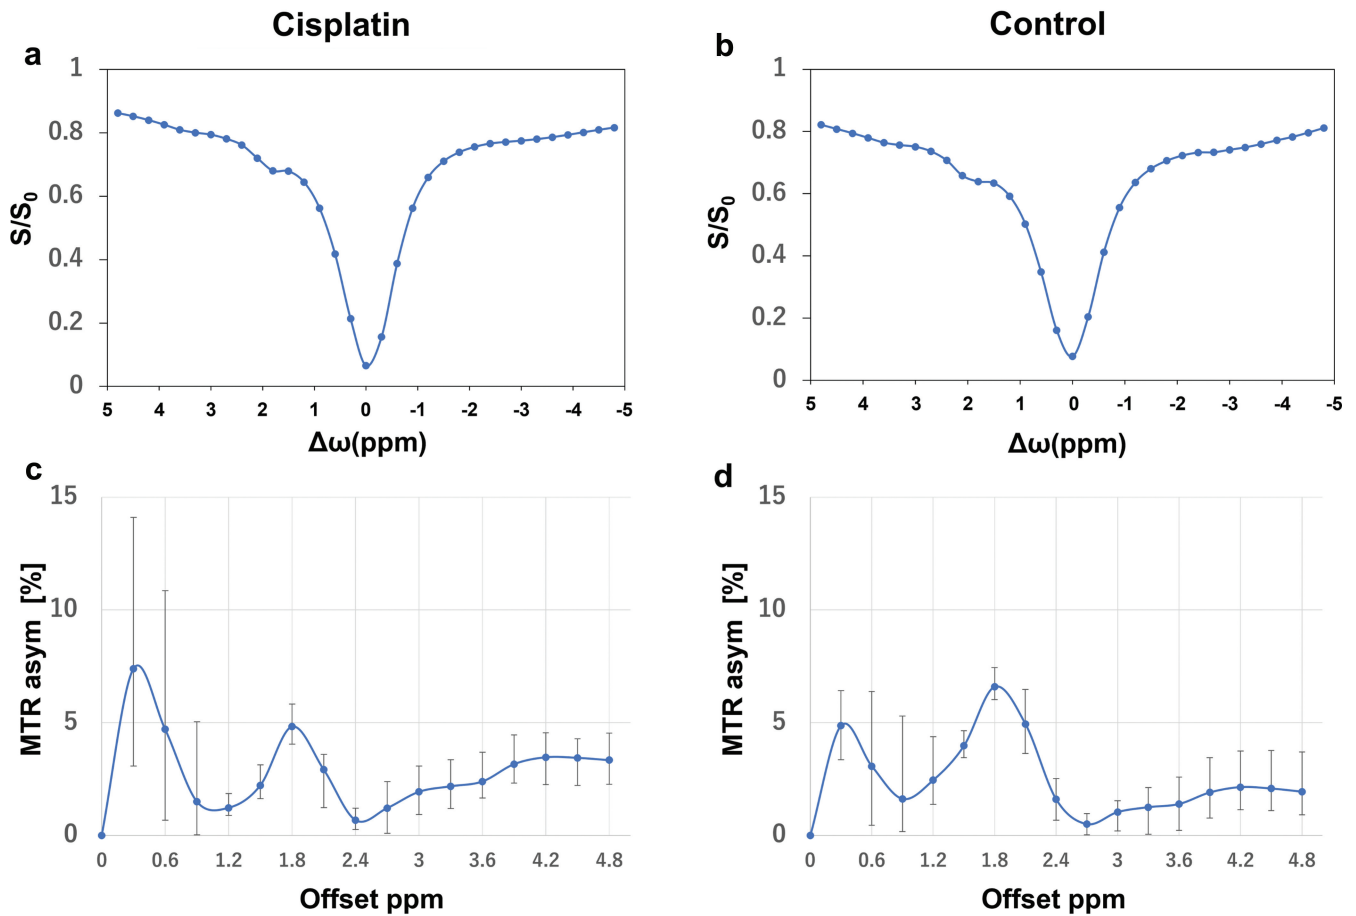 Cisplatin
Control
a
b
1
0.8
0.6
0.4
0.2
0
S/S0
5 4 3 2 1 0 -1 -2 -3 -4 -5
Δω(ppm)
1
0.8
0.6
0.4
0.2
0
S/S0
5 4 3 2 1 0 -1 -2 -3 -4 -5
Δω(ppm)
c
d
15
10
5
0
MTR asym [%]
0 0.6 1.2 1.8 2.4 3 3.6 4.2 4.8
Offset ppm
15
10
5
0
MTR asym [%]
0 0.6 1.2 1.8 2.4 3 3.6 4.2 4.8
Offset ppm